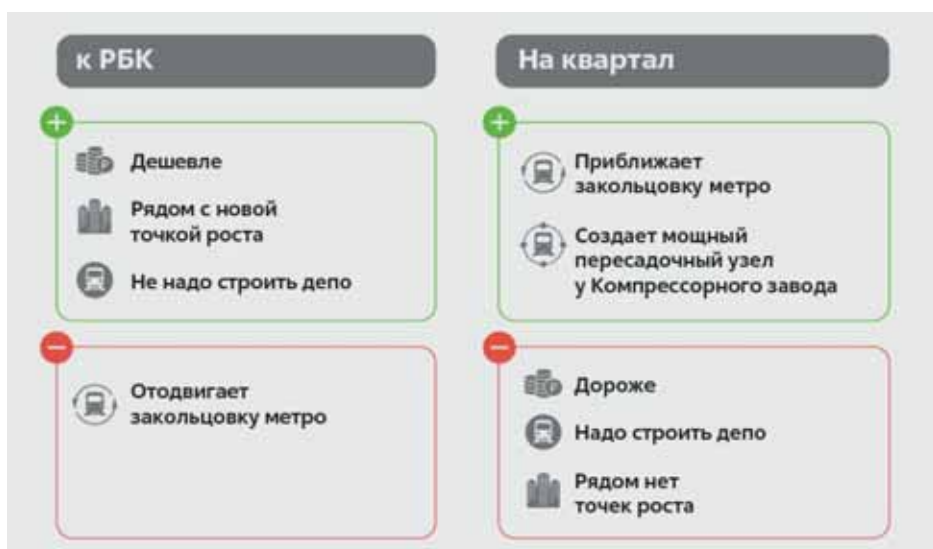 к РБК
Дешевле
Рядом с новой
точкой роста
Не надо строить депо
Отодвигает
закольцовку метро
На квартал
Приближает
закольцовку метро
Создает мощный
пересадочный узел
у Компрессорного завода
Дороже
Надо строить депо
Рядом нет
точек роста